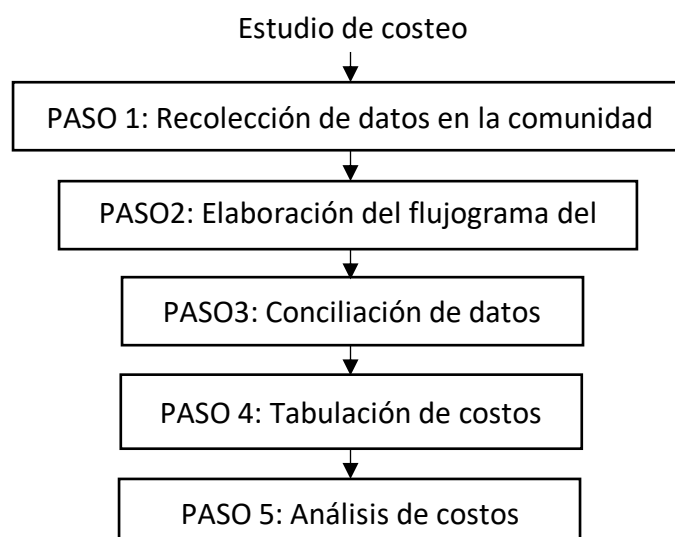 Estudio de costeo
PASO 1: Recolección de datos en la comunidad
PASO2: Elaboración del flujograma del
PASO3: Conciliación de datos
PASO 4: Tabulación de costos
PASO 5: Análisis de costos